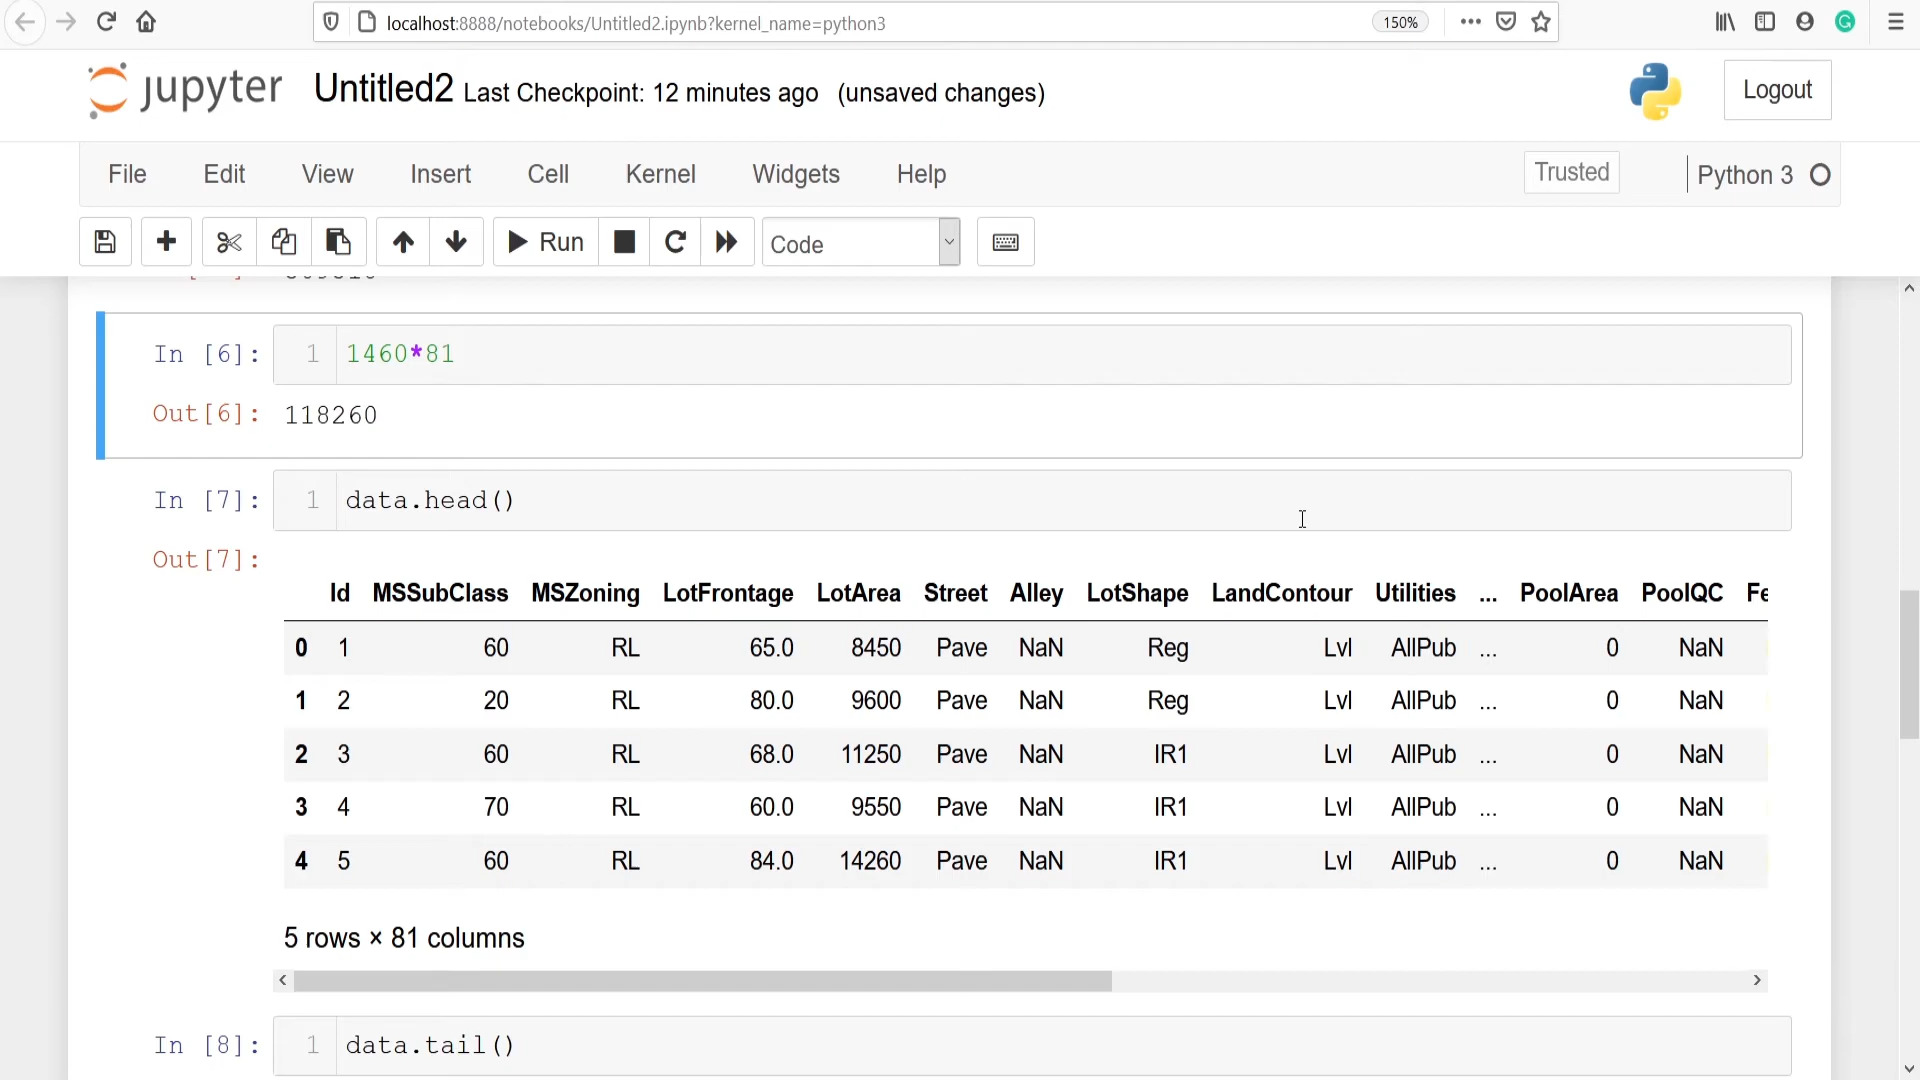 localhost:8888/notebooks/Untitled2.ipynb?kernel_name=python3 150%
jupyter Untitled2 Last Checkpoint: 12 minutes ago (unsaved changes) Logout
File Edit View Insert Cell Kernel Widgets Help Trusted Python 3
Run Code
In [6]: 1 1460*81
Out[6]: 118260
In [7]: 1 data.head()
Out[7]:
Id MSSubClass MSZoning LotFrontage LotArea Street Alley LotShape LandContour Utilities ... PoolArea PoolQC Fe
0 1 60 RL 65.0 8450 Pave NaN Reg Lvl AllPub ... 0 NaN
1 2 20 RL 80.0 9600 Pave NaN Reg Lvl AllPub ... 0 NaN
2 3 60 RL 68.0 11250 Pave NaN IR1 Lvl AllPub ... 0 NaN
3 4 70 RL 60.0 9550 Pave NaN IR1 Lvl AllPub ... 0 NaN
4 5 60 RL 84.0 14260 Pave NaN IR1 Lvl AllPub ... 0 NaN
5 rows × 81 columns
In [8]: 1 data.tail()